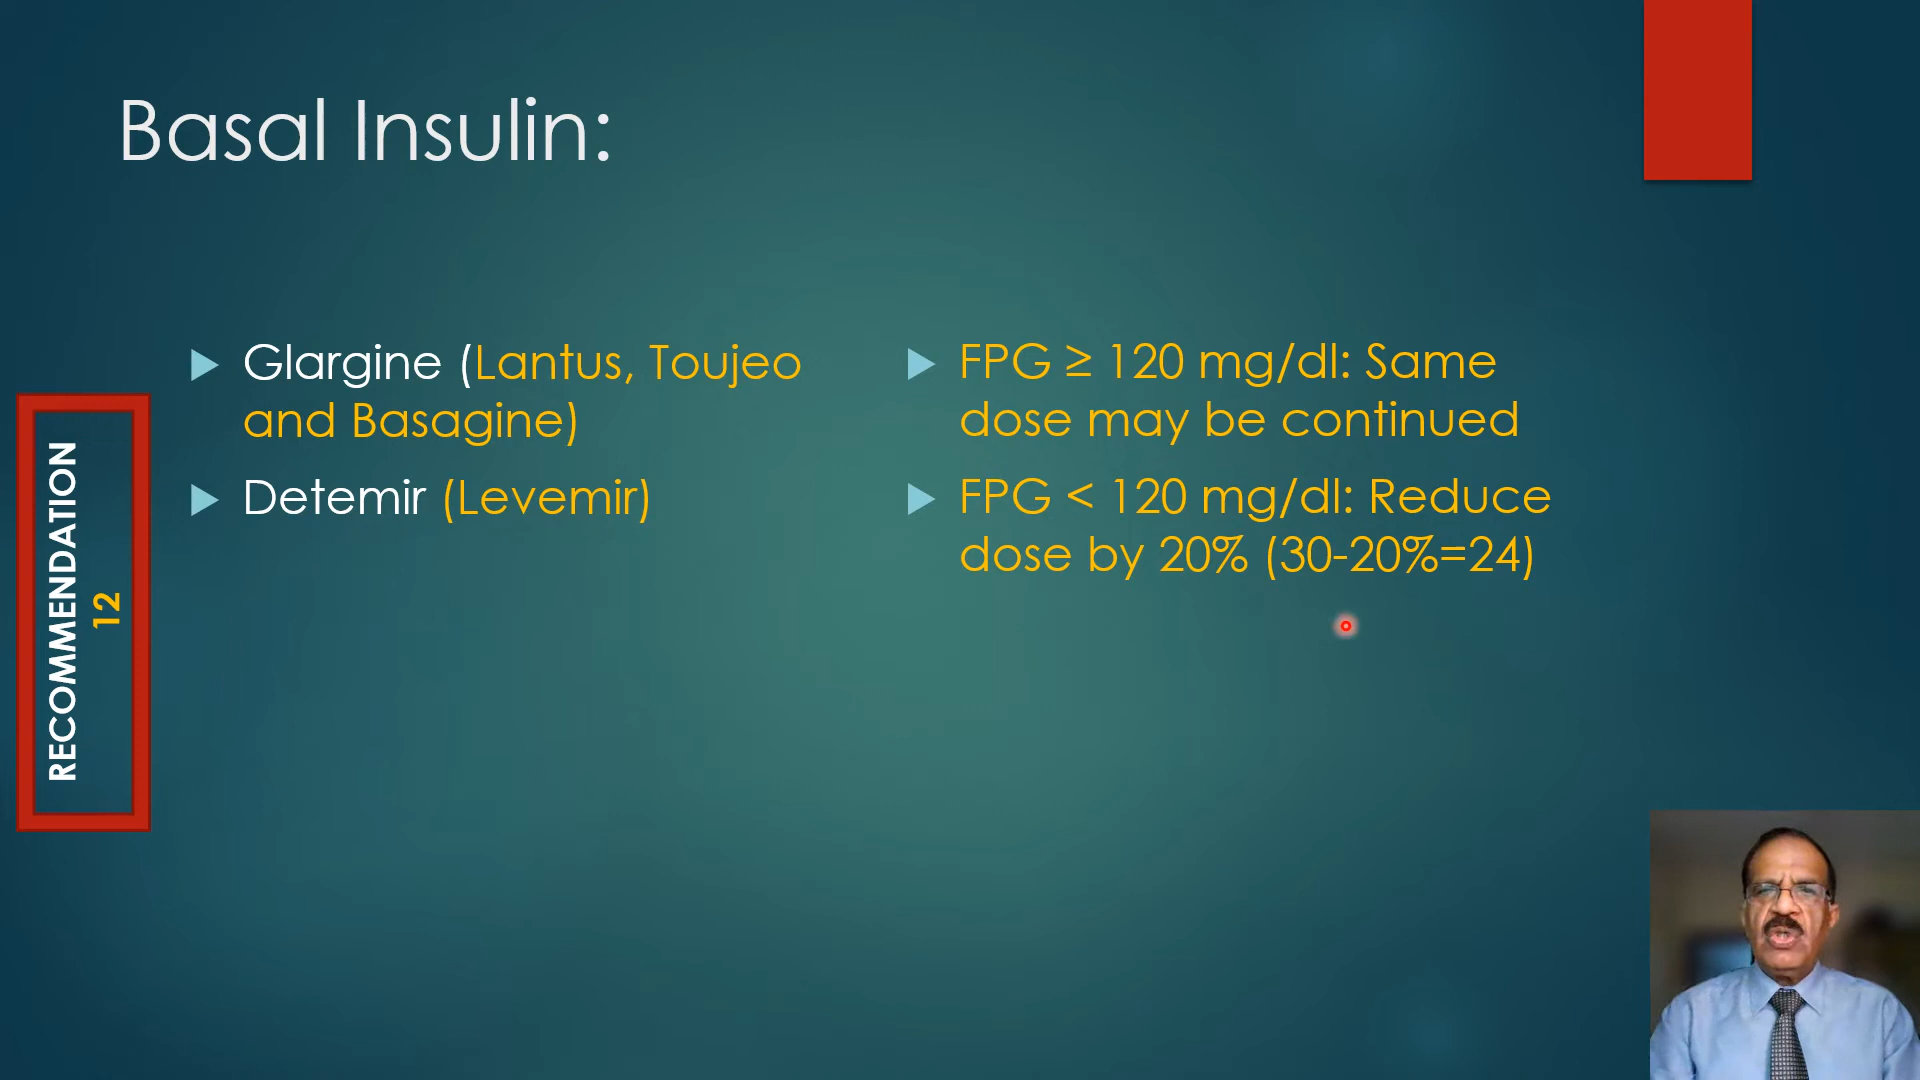 Basal Insulin:
Glargine (Lantus, Toujeo
and Basagine)
Detemir (Levemir)
FPG ≥ 120 mg/dl: Same
dose may be continued
FPG < 120 mg/dl: Reduce
dose by 20% (30-20%=24)
RECOMMENDATION
12